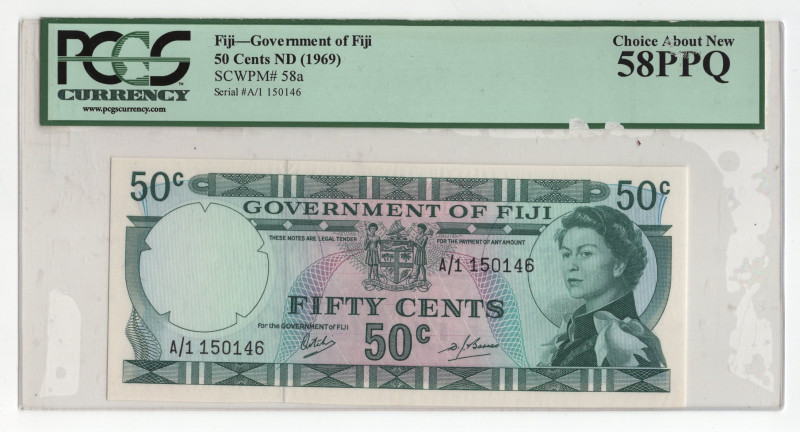 PCGS
CURRENCY
www.pcgscurrency.com
Fiji—Government of Fiji
50 Cents ND (1969)
SCWPM# 58a
Serial #A/1 150146
Choice About New
58PPQ
50c
50c
GOVERNMENT OF FIJI
THESE NOTES ARE LEGAL TENDER
FOR THE PAYMENT OF ANY AMOUNT
A/1 150146
FIFTY CENTS
For the GOVERNMENT of FIJI
A/1 150146
50c